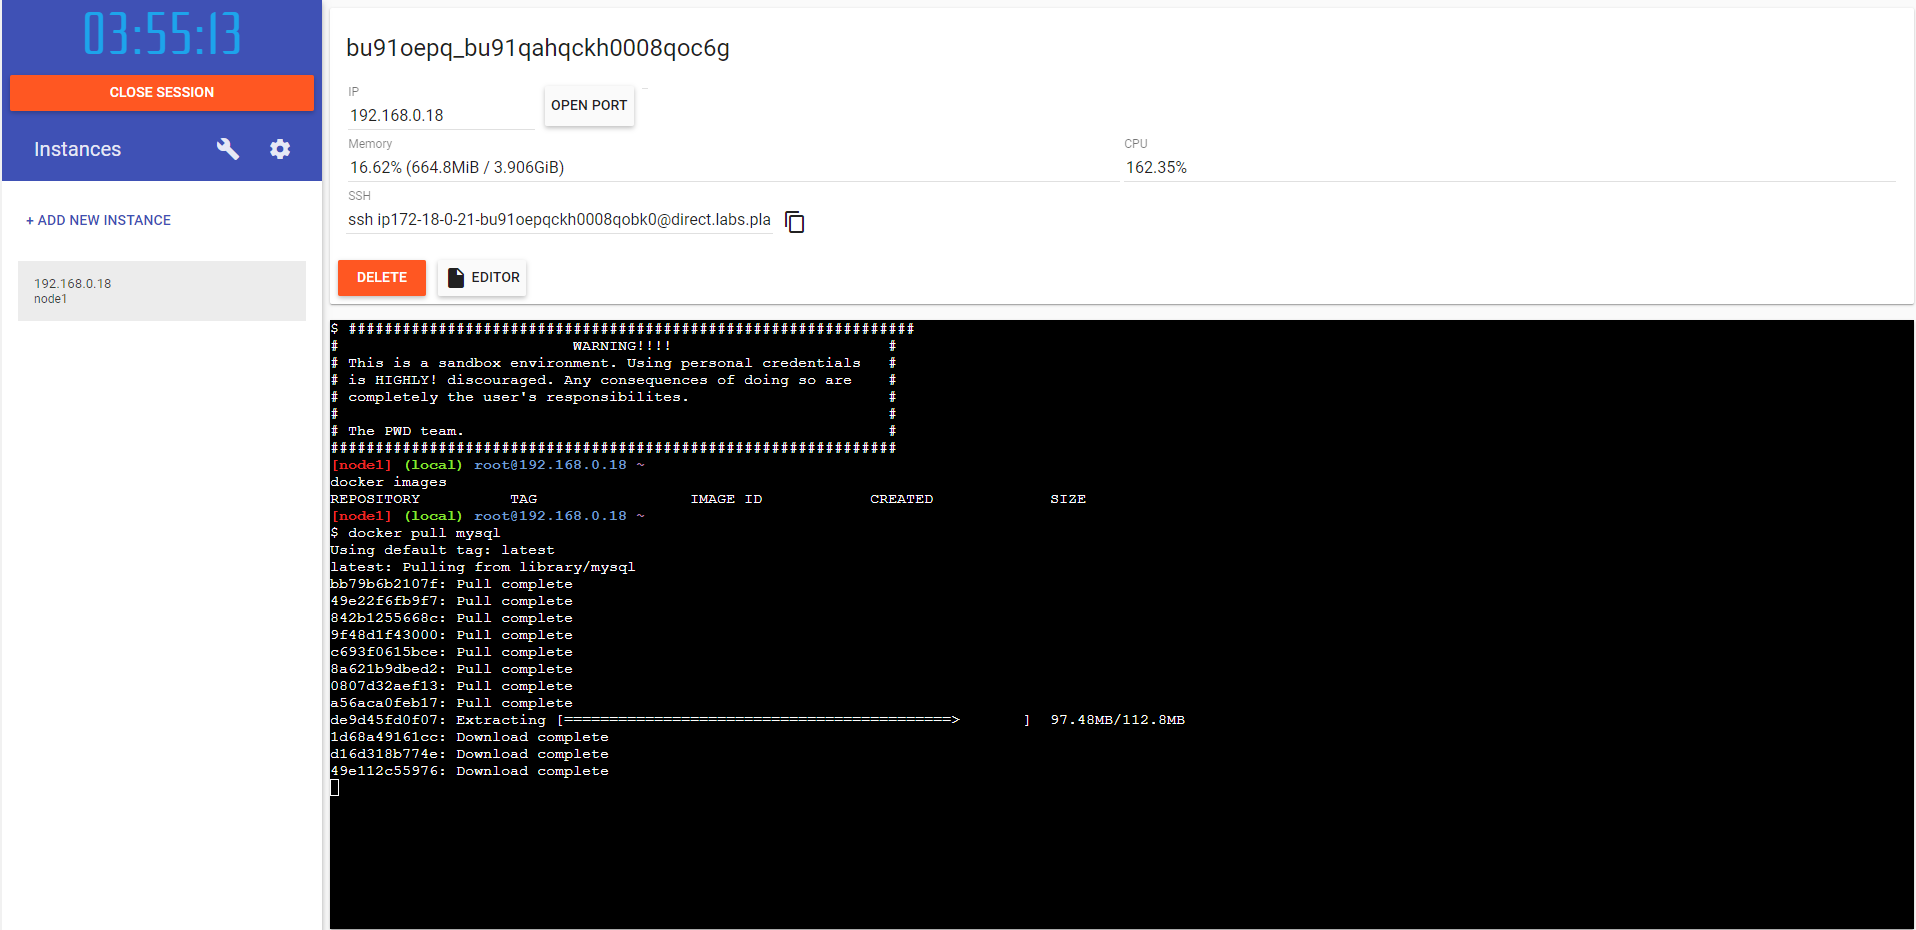 03:55:13
CLOSE SESSION
Instances
+ ADD NEW INSTANCE
192.168.0.18
node1
bu91oepq_bu91qahqckh0008qoc6g
IP
192.168.0.18
OPEN PORT
Memory
16.62% (664.8MiB / 3.906GiB)
CPU
162.35%
SSH
ssh ip172-18-0-21-bu91oepqckh0008qobk0@direct.labs.pla
DELETE
EDITOR
$ ###############################################################
# WARNING!!!! #
# This is a sandbox environment. Using personal credentials #
# is HIGHLY! discouraged. Any consequences of doing so are #
# completely the user's responsibilites. #
# #
# The PWD team. #
###############################################################
[node1] (local) root@192.168.0.18 ~
docker images
REPOSITORY TAG IMAGE ID CREATED SIZE
[node1] (local) root@192.168.0.18 ~
$ docker pull mysql
Using default tag: latest
latest: Pulling from library/mysql
bb79b6b2107f: Pull complete
49e22f6fb9f7: Pull complete
842b1255668c: Pull complete
9f48d1f43000: Pull complete
c693f0615bce: Pull complete
8a621b9dbed2: Pull complete
0807d32aef13: Pull complete
a56aca0feb17: Pull complete
de9d45fd0f07: Extracting [===========================================> ] 97.48MB/112.8MB
1d68a49161cc: Download complete
d16d318b774e: Download complete
49e112c55976: Download complete